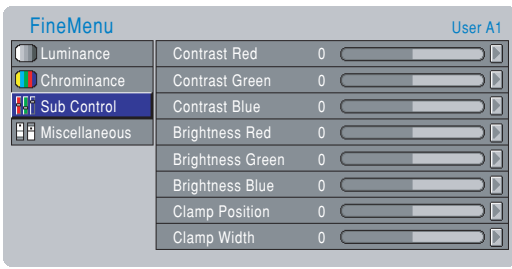 FineMenu
User A1
Luminance
Chrominance
Sub Control
Miscellaneous
Contrast Red 0
Contrast Green 0
Contrast Blue 0
Brightness Red 0
Brightness Green 0
Brightness Blue 0
Clamp Position 0
Clamp Width 0